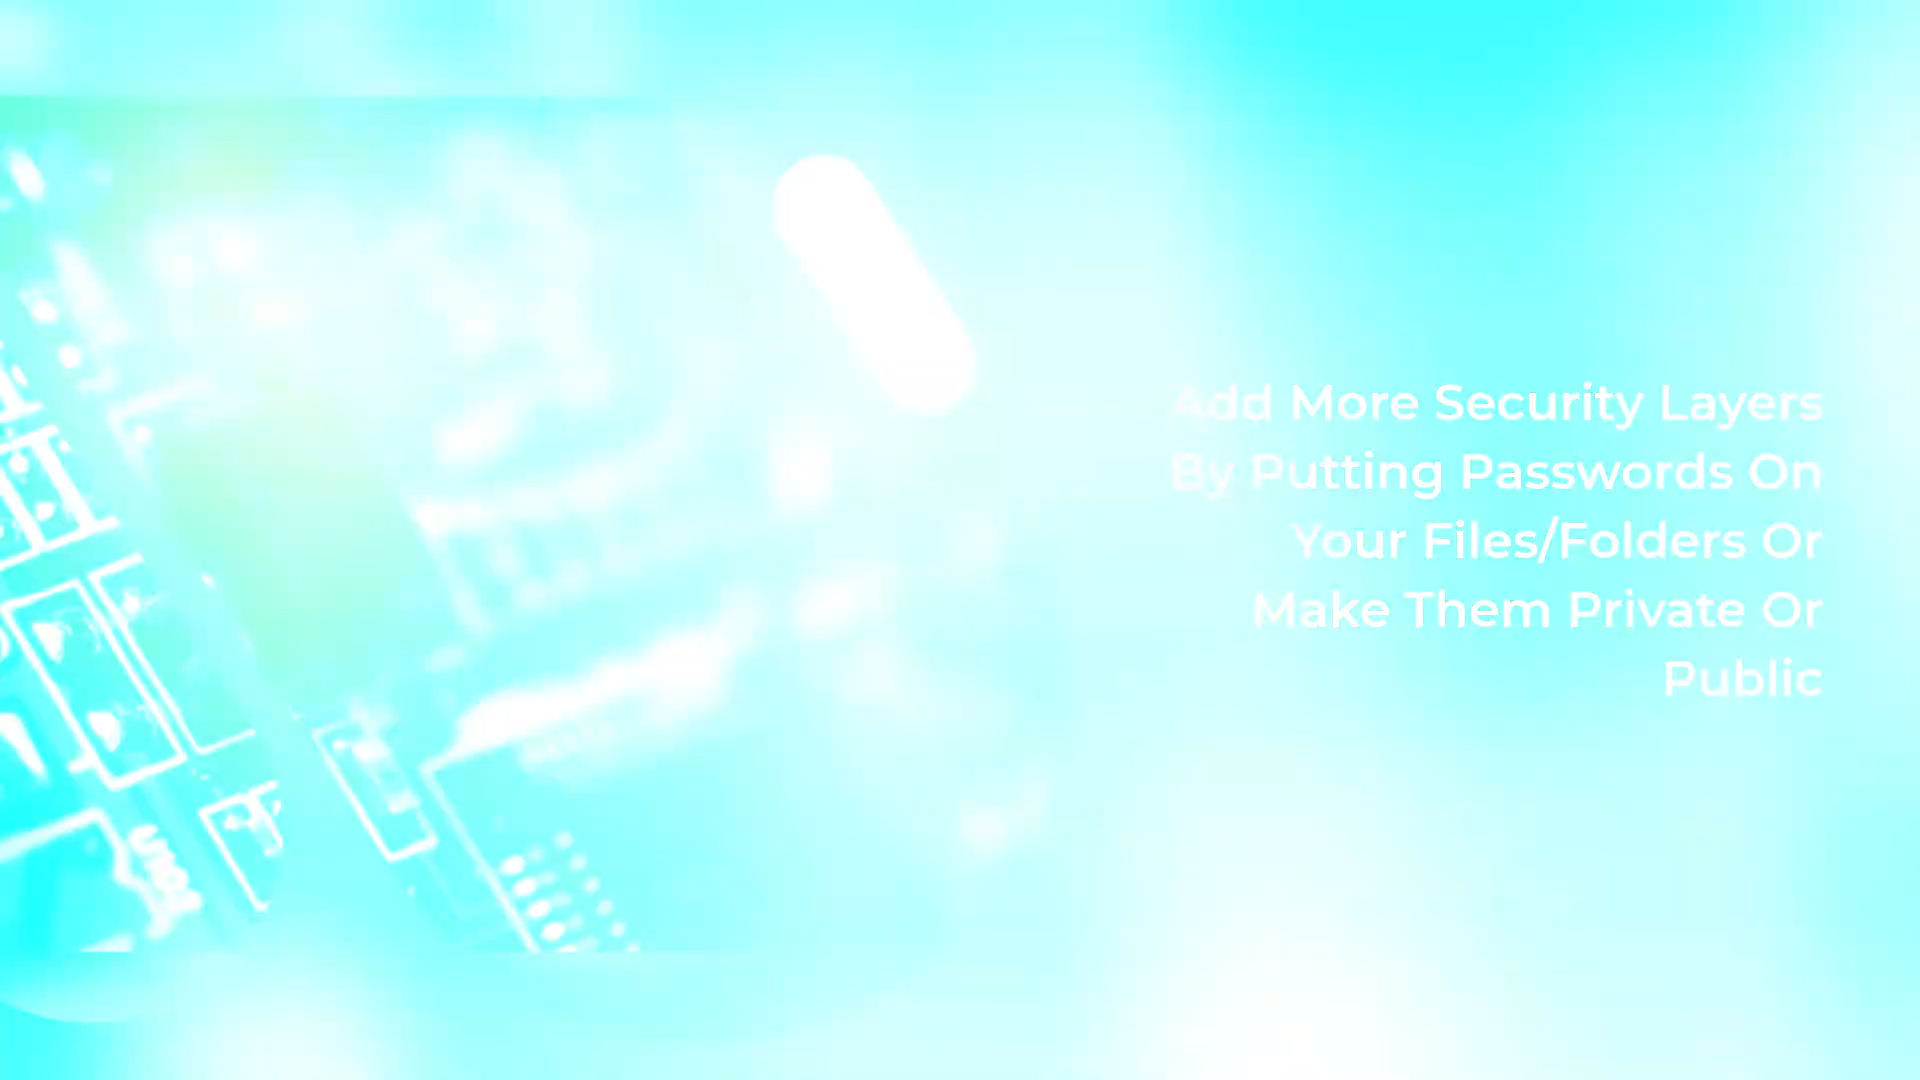 Add More Security Layers
By Putting Passwords On
Your Files/Folders Or
Make Them Private Or
Public